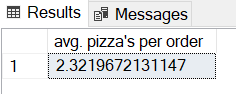 Results Messages
avg. pizza's per order
1 2.3219672131147